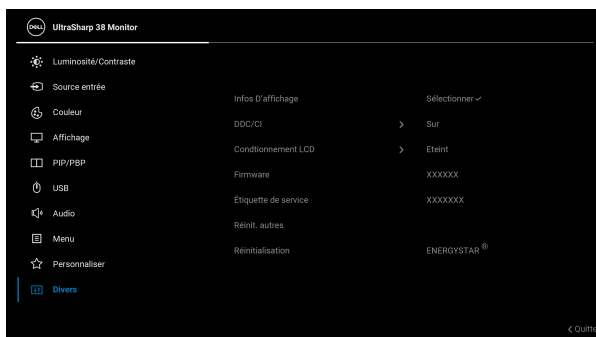 DELL UltraSharp 38 Monitor
Luminosité/Contraste
Source entrée
Infos D'affichage Sélectionner
Couleur
DDC/CI Sur
Affichage
Condtionnement LCD Eteint
PIP/PBP
Firmware XXXXXX
USB
Étiquette de service XXXXXXX
Audio
Réinit. autres
Menu
Réinitialisation ENERGYSTAR ®
Personnaliser
Divers
Quitte